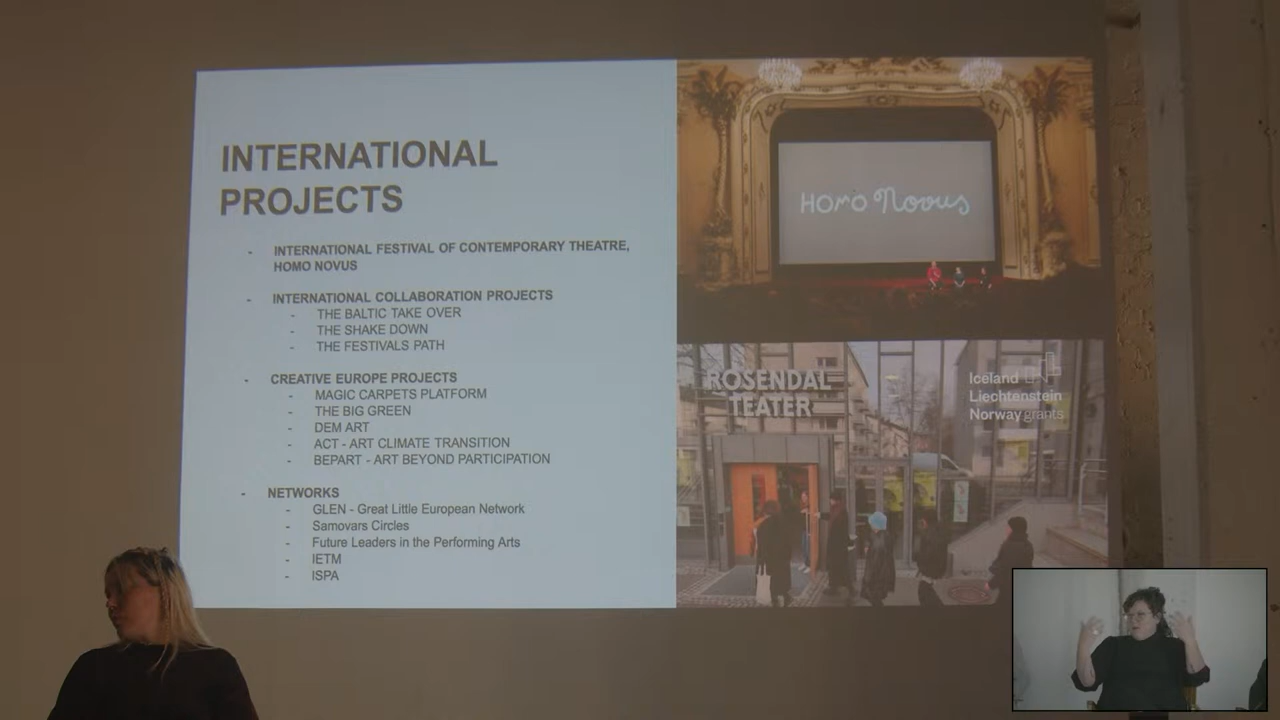 INTERNATIONAL
PROJECTS
- INTERNATIONAL FESTIVAL OF CONTEMPORARY THEATRE,
HOMO NOVUS
- INTERNATIONAL COLLABORATION PROJECTS
- THE BALTIC TAKE OVER
- THE SHAKE DOWN
- THE FESTIVALS PATH
- CREATIVE EUROPE PROJECTS
- MAGIC CARPETS PLATFORM
- THE BIG GREEN
- DEM ART
- ACT - ART CLIMATE TRANSITION
- BEPART - ART BEYOND PARTICIPATION
- NETWORKS
- GLEN - Great Little European Network
- Samovars Circles
- Future Leaders in the Performing Arts
- IETM
- ISPA
HOMO Novus
ROSENDAL
TEATER
Iceland
Liechtenstein
Norway grants